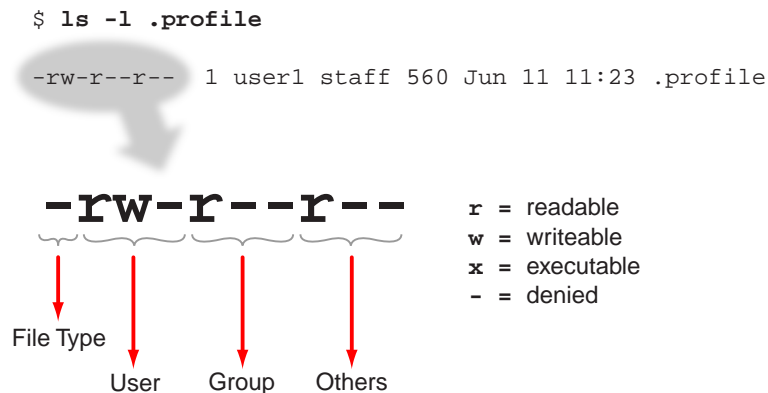 $ ls -l .profile
-rw-r--r-- 1 user1 staff 560 Jun 11 11:23 .profile
-rw-r--r--
r = readable
w = writeable
x = executable
- = denied
File Type
User Group Others